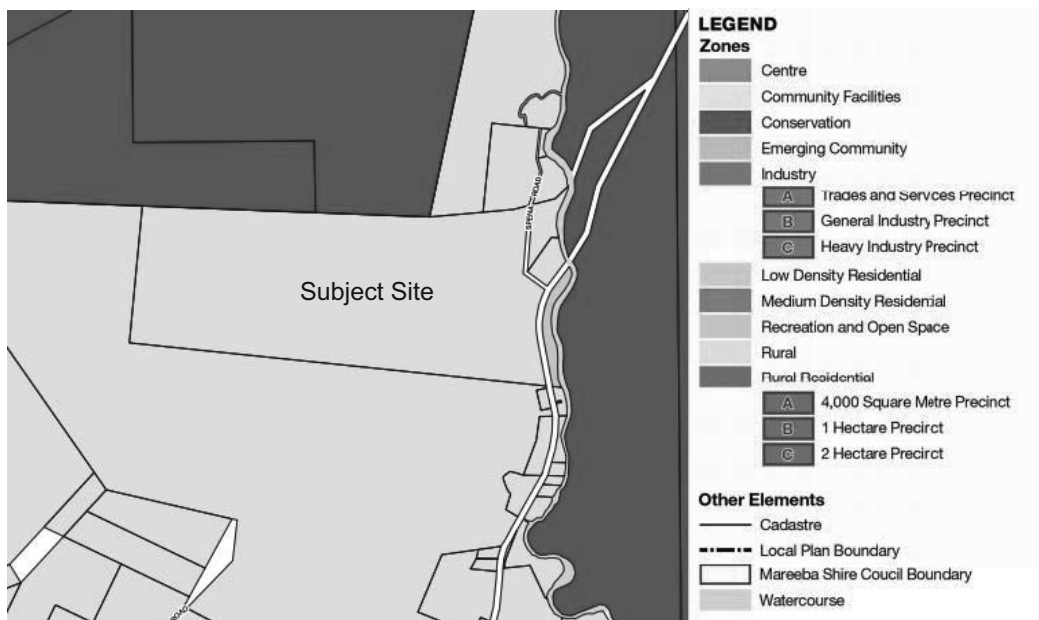 Subject Site
ROAD
ROAD
LEGEND
Zones
Centre
Community Facilities
Conservation
Emerging Community
Industry
A Trades and Services Precinct
B General Industry Precinct
C Heavy Industry Precinct
Low Density Residential
Medium Density Residential
Recreation and Open Space
Rural
Rural Residential
A 4,000 Square Metre Precinct
B 1 Hectare Precirct
C 2 Hectare Precirct
Other Elements
Cadastre
Local Plan Boundary
Mareeba Shire Coucil Boundary
Watercourse